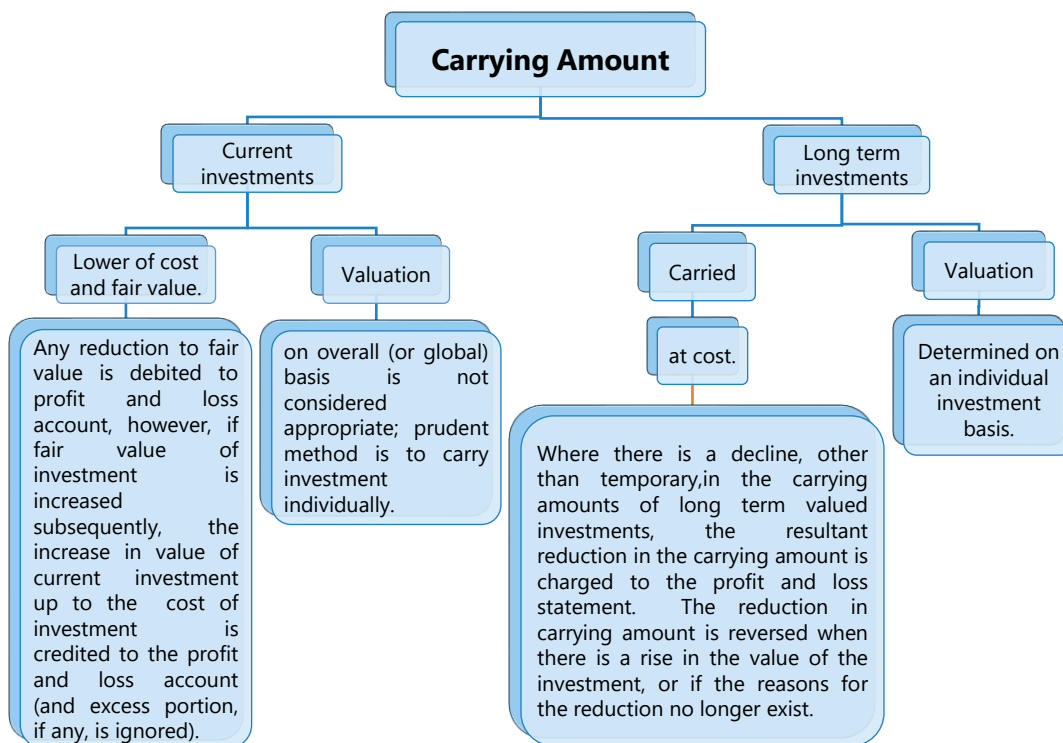 Carrying Amount
Current
investments
Long term
investments
Lower of cost
and fair value.
Valuation
Carried
Valuation
Any reduction to fair
value is debited to
profit and loss
account, however, if
fair value of
investment is
increased
subsequently, the
increase in value of
current investment
up to the cost of
investment is
credited to the profit
and loss account
(and excess portion,
if any, is ignored).
on overall (or global)
basis is not
considered
appropriate; prudent
method is to carry
investment
individually.
at cost.
Where there is a decline, other
than temporary,in the carrying
amounts of long term valued
investments, the resultant
reduction in the carrying amount is
charged to the profit and loss
statement. The reduction in
carrying amount is reversed when
there is a rise in the value of the
investment, or if the reasons for
the reduction no longer exist.
Determined on
an individual
investment
basis.